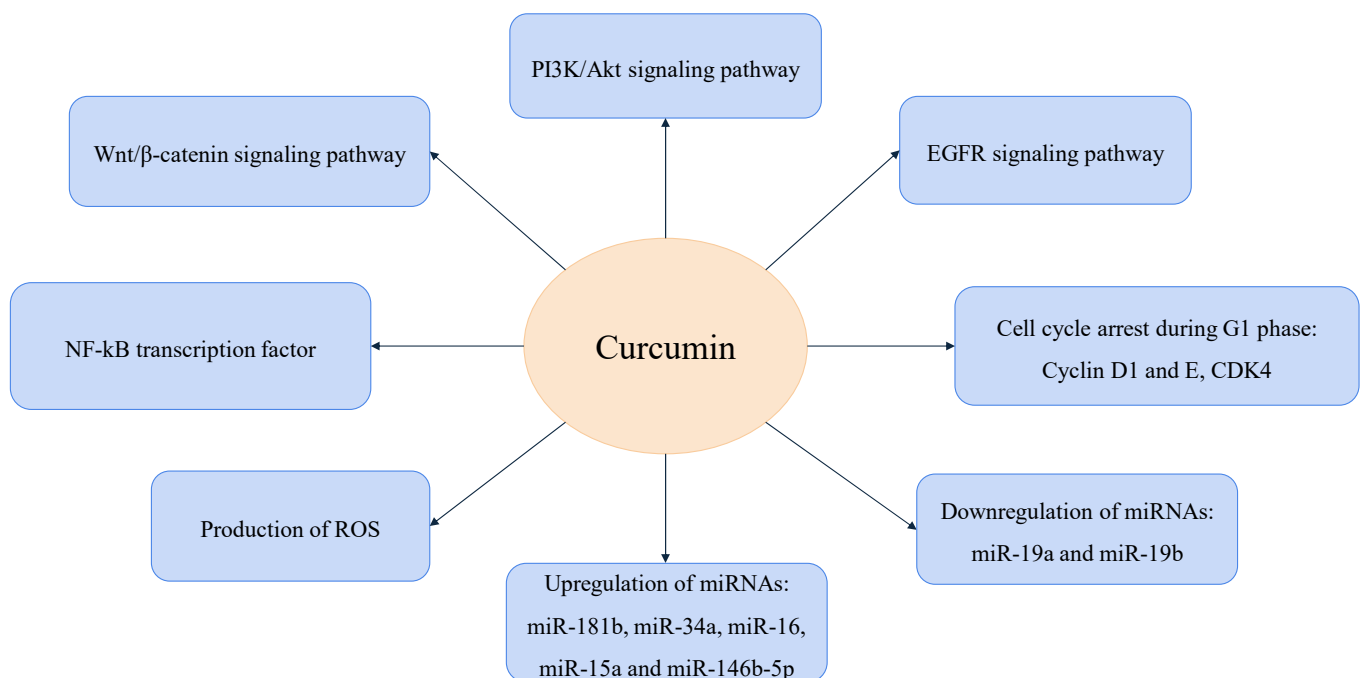 PI3K/Akt signaling pathway
Wnt/β-catenin signaling pathway
EGFR signaling pathway
NF-kB transcription factor
Curcumin
Cell cycle arrest during G1 phase:
Cyclin D1 and E, CDK4
Production of ROS
Downregulation of miRNAs:
miR-19a and miR-19b
Upregulation of miRNAs:
miR-181b, miR-34a, miR-16,
miR-15a and miR-146b-5p